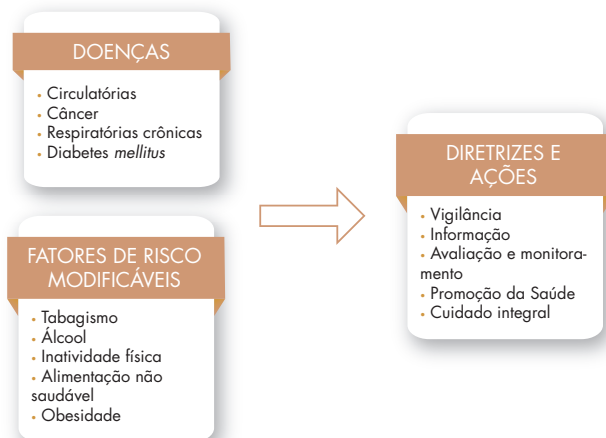 DOENÇAS
• Circulatórias
• Câncer
• Respiratórias crônicas
• Diabetes mellitus
FATORES DE RISCO
MODIFICÁVEIS
• Tabagismo
• Álcool
• Inatividade física
• Alimentação não
saudável
• Obesidade
DIRETRIZES E
AÇÕES
• Vigilância
• Informação
• Avaliação e monitora-
mento
• Promoção da Saúde
• Cuidado integral